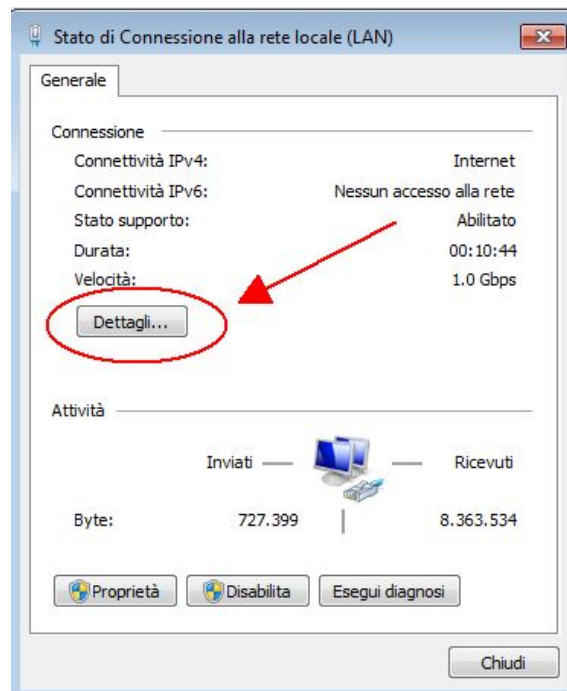 Stato di Connessione alla rete locale (LAN)
Generale
Connessione
Connettività IPv4: Internet
Connettività IPv6: Nessun accesso alla rete
Stato supporto: Abilitato
Durata: 00:10:44
Velocità: 1.0 Gbps
Dettagli...
Attività
Inviati Ricevuti
Byte: 727.399 8.363.534
Proprietà Disabilita Esegui diagnosi
Chiudi